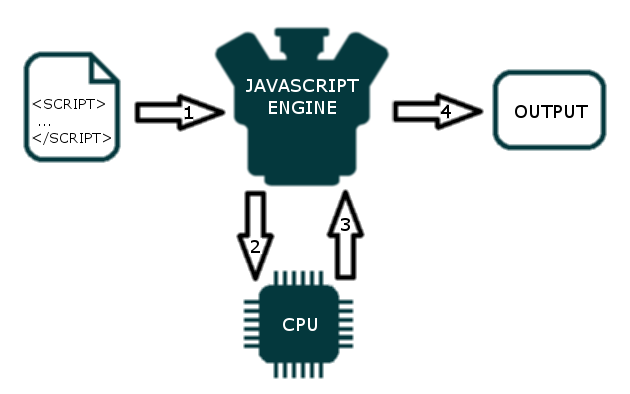 <SCRIPT>
...
</SCRIPT>
1
JAVASCRIPT
ENGINE
4
OUTPUT
2
3
CPU